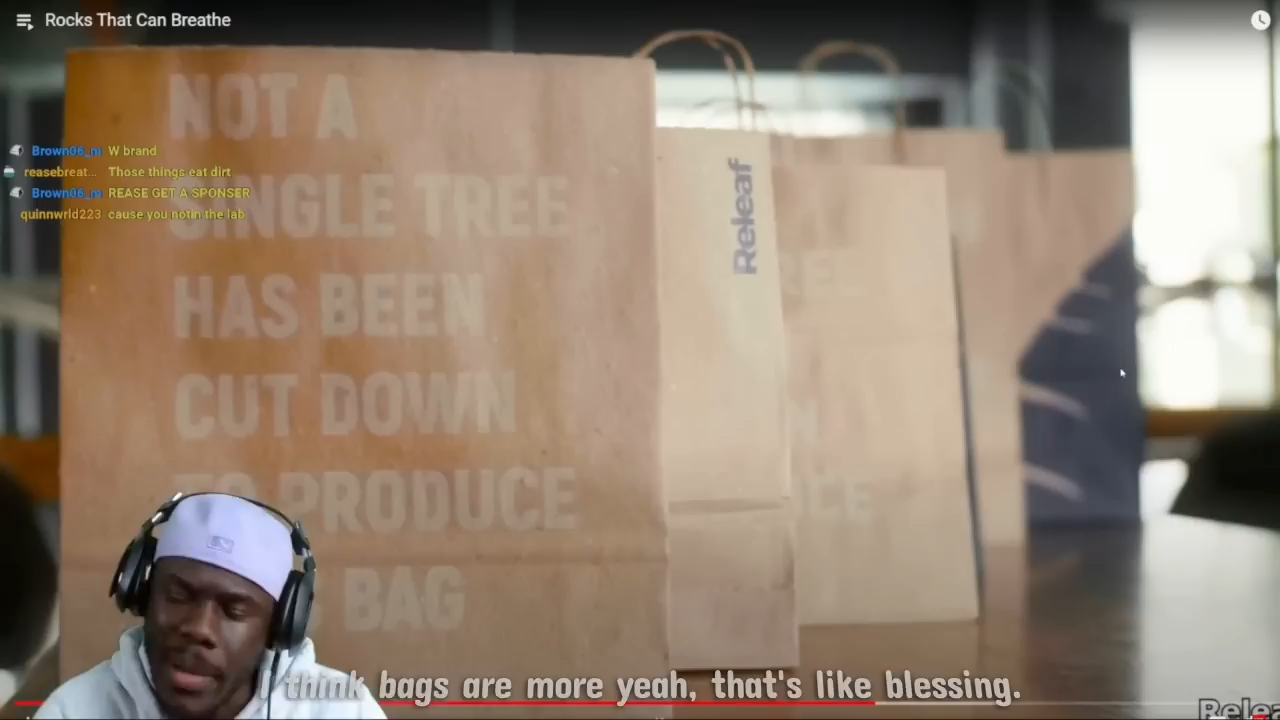 Rocks That Can Breathe
NOT A
SINGLE TREE
HAS BEEN
CUT DOWN
TO PRODUCE
BAG
Brown06_m W brand
reasebreat... Those things eat dirt
Brown06_m REASE GET A SPONSER
quinnwrld223 cause you notin the lab
Releaf
I think bags are more yeah, that's like blessing.